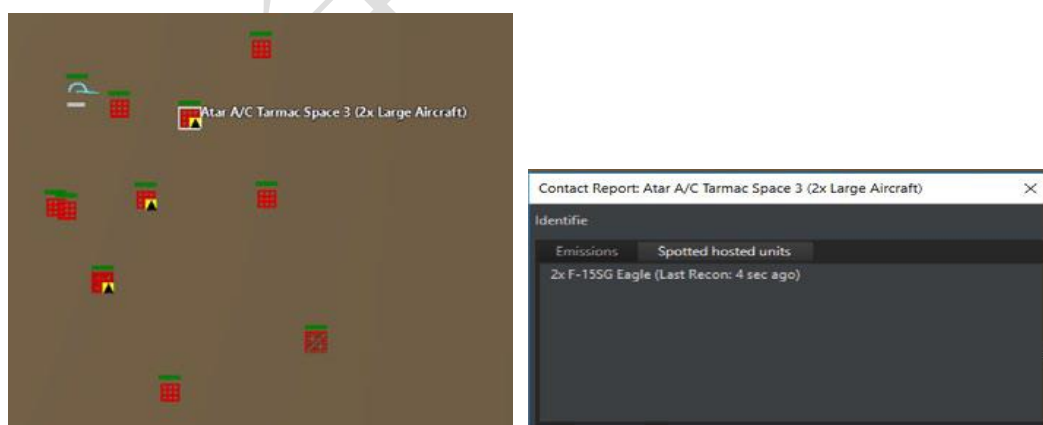 Atar A/C Tarmac Space 3 (2x Large Aircraft)
Contact Report: Atar A/C Tarmac Space 3 (2x Large Aircraft)
Identifie
Emissions Spotted hosted units
2x F-15SG Eagle (Last Recon: 4 sec ago)